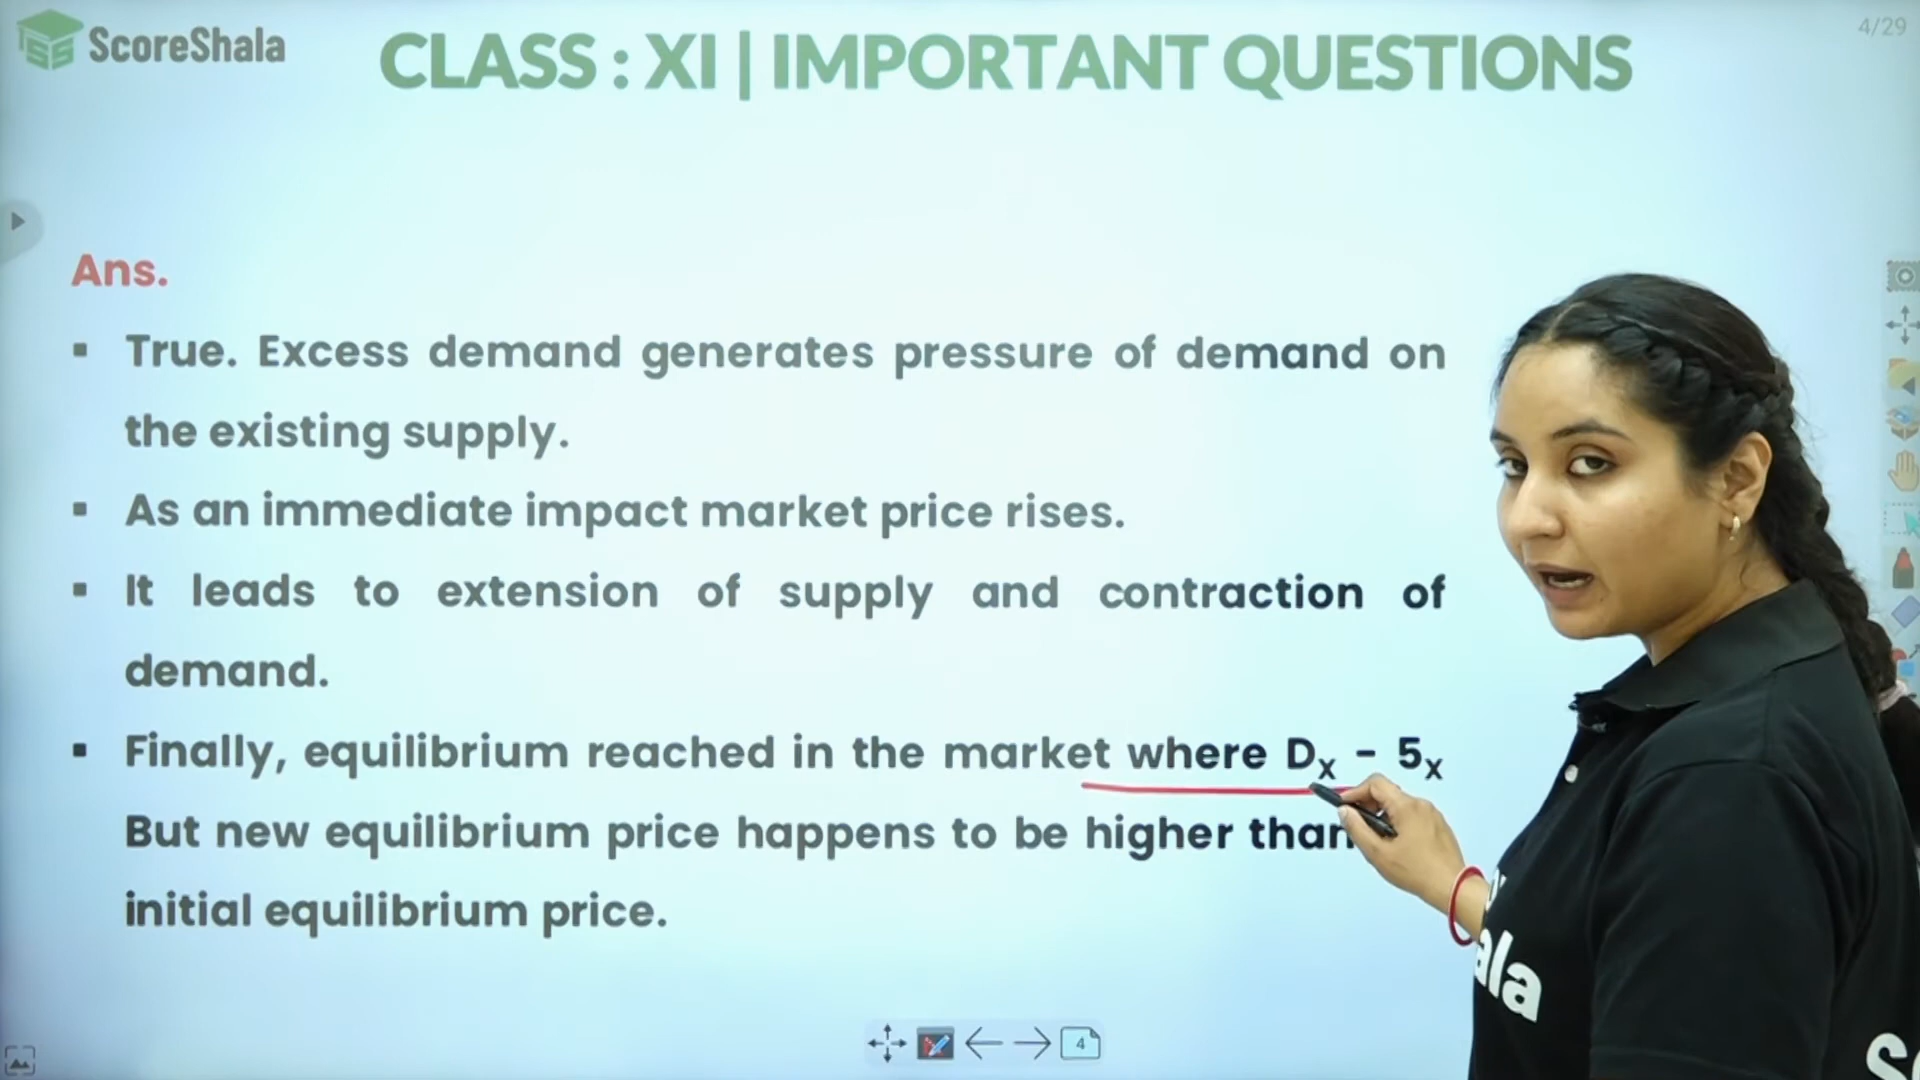 ScoreShala
CLASS : XI | IMPORTANT QUESTIONS
4/29
Ans.
▪ True. Excess demand generates pressure of demand on
the existing supply.
▪ As an immediate impact market price rises.
▪ It leads to extension of supply and contraction of
demand.
▪ Finally, equilibrium reached in the market where Dₓ - 5ₓ
But new equilibrium price happens to be higher than
initial equilibrium price.
4